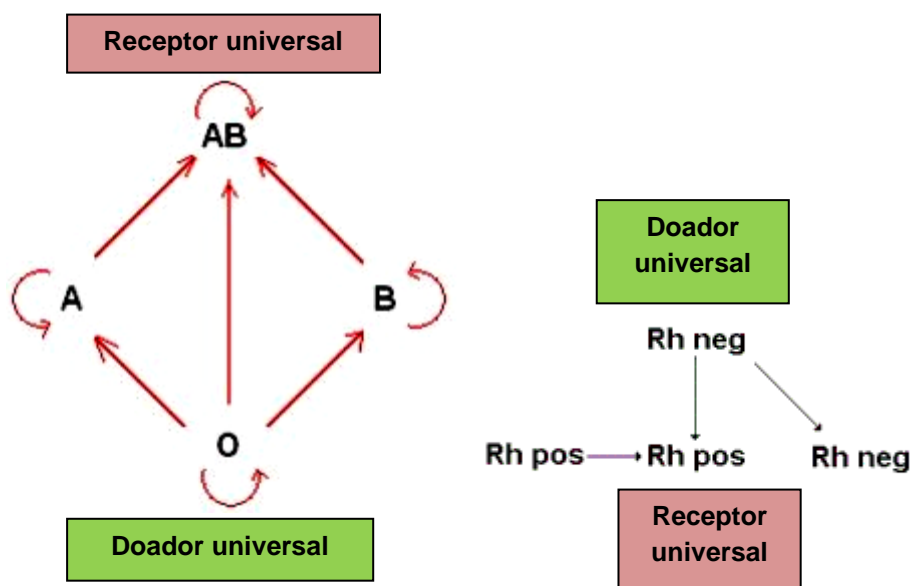 Receptor universal
AB
A
B
O
Doador universal
Doador
universal
Rh neg
Rh pos
Rh pos
Rh neg
Receptor
universal